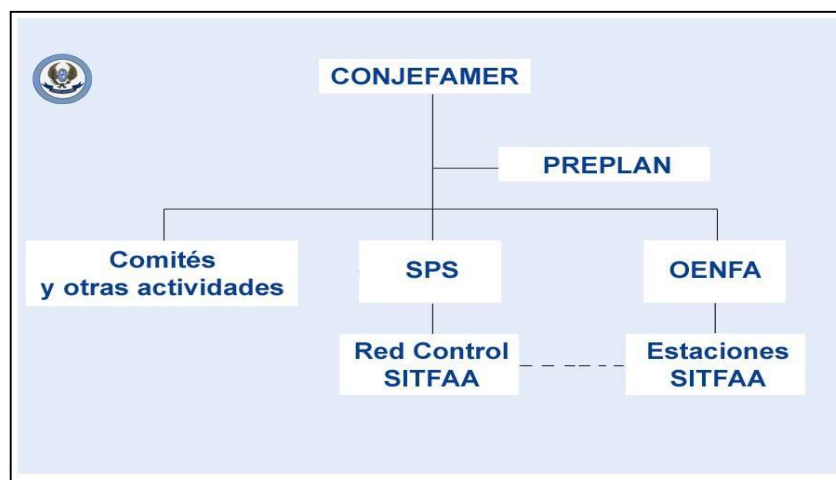 CONJEFAMER
PREPLAN
Comités
y otras actividades
SPS
OENFA
Red Control
SITFAA
Estaciones
SITFAA